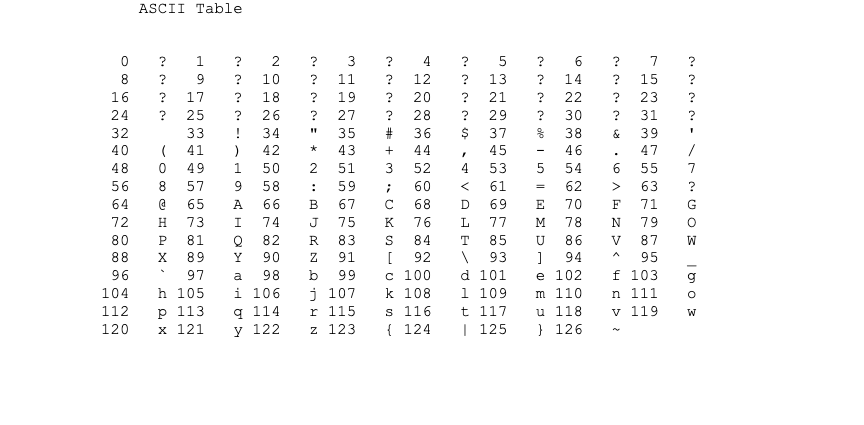 ASCII Table
0 ? 1 ? 2 ? 3 ? 4 ? 5 ? 6 ? 7 ?
8 ? 9 ? 10 ? 11 ? 12 ? 13 ? 14 ? 15 ?
16 ? 17 ? 18 ? 19 ? 20 ? 21 ? 22 ? 23 ?
24 ? 25 ? 26 ? 27 ? 28 ? 29 ? 30 ? 31 ?
32 33 ! 34 " 35 # 36 $ 37 % 38 & 39 '
40 ( 41 ) 42 * 43 + 44 , 45 - 46 . 47 /
48 0 49 1 50 2 51 3 52 4 53 5 54 6 55 7
56 8 57 9 58 : 59 ; 60 < 61 = 62 > 63 ?
64 @ 65 A 66 B 67 C 68 D 69 E 70 F 71 G
72 H 73 I 74 J 75 K 76 L 77 M 78 N 79 O
80 P 81 Q 82 R 83 S 84 T 85 U 86 V 87 W
88 X 89 Y 90 Z 91 [ 92 \ 93 ] 94 ^ 95 _
96 ` 97 a 98 b 99 c 100 d 101 e 102 f 103 g
104 h 105 i 106 j 107 k 108 l 109 m 110 n 111 o
112 p 113 q 114 r 115 s 116 t 117 u 118 v 119 w
120 x 121 y 122 z 123 { 124 | 125 } 126 ~